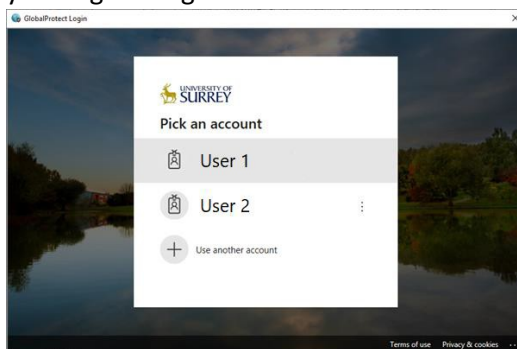 GlobalProtect Login
UNIVERSITY OF
SURREY
Pick an account
User 1
User 2
Use another account
Terms of use Privacy & cookies